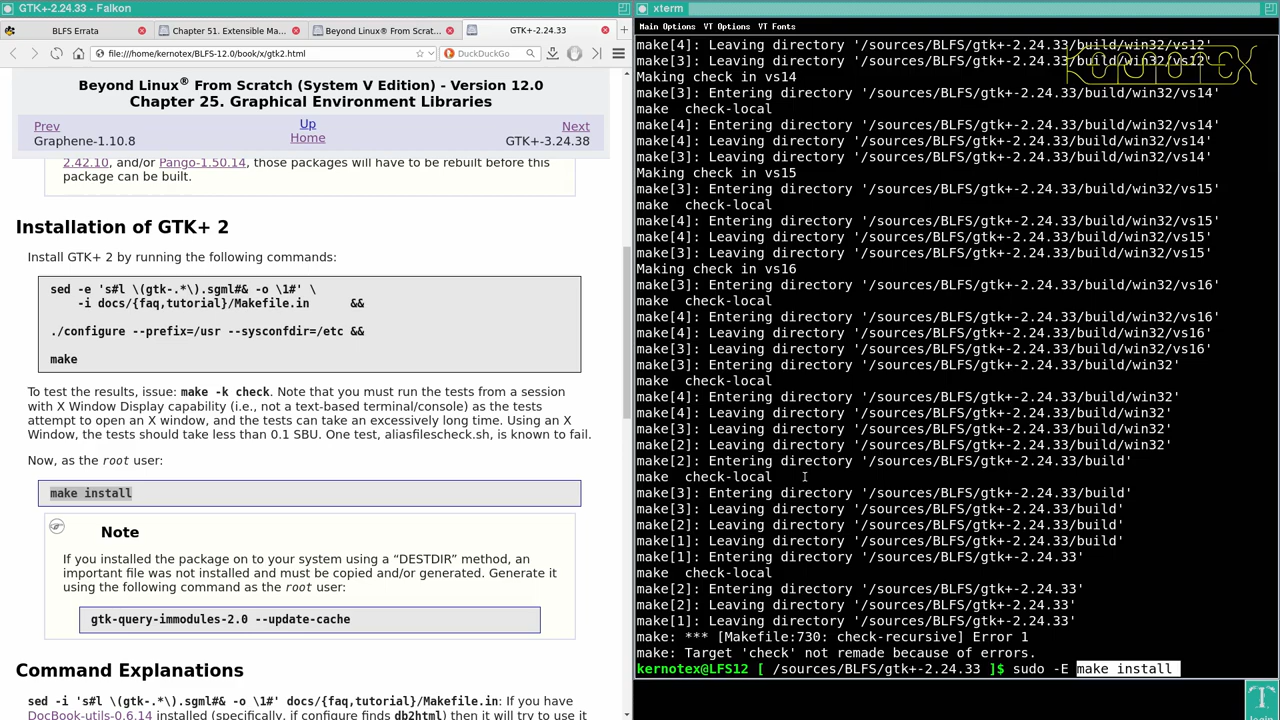 GTK+-2.24.33 - Falkon
BLFS Errata
Chapter 51. Extensible Ma...
Beyond Linux® From Scrat...
GTK+-2.24.33
file:///home/kernotex/BLFS-12.0/book/x/gtk2.html
DuckDuckGo
Beyond Linux® From Scratch (System V Edition) - Version 12.0
Chapter 25. Graphical Environment Libraries
Prev
Up
Next
Graphene-1.10.8
Home
GTK+-3.24.38
2.42.10, and/or Pango-1.50.14, those packages will have to be rebuilt before this
package can be built.
Installation of GTK+ 2
Install GTK+ 2 by running the following commands:
sed -e 's#l \(gtk-.*\).sgml#& -o \1#' \
-i docs/{faq,tutorial}/Makefile.in &&
./configure --prefix=/usr --sysconfdir=/etc &&
make
To test the results, issue: make -k check. Note that you must run the tests from a session
with X Window Display capability (i.e., not a text-based terminal/console) as the tests
attempt to open an X window, and the tests can take an excessively long time. Using an X
Window, the tests should take less than 0.1 SBU. One test, aliasfilescheck.sh, is known to fail.
Now, as the root user:
make install
Note
If you installed the package on to your system using a “DESTDIR” method, an
important file was not installed and must be copied and/or generated. Generate it
using the following command as the root user:
gtk-query-immodules-2.0 --update-cache
Command Explanations
sed -i 's#l \(gtk-.*\).sgml#& -o \1#' docs/{faq,tutorial}/Makefile.in: If you have
DocBook-utils-0.6.14 installed (specifically, if configure finds db2html) then it will try to use it
xterm
Main Options VT Options VT Fonts
make[4]: Leaving directory '/sources/BLFS/gtk+-2.24.33/build/win32/vs12'
make[3]: Leaving directory '/sources/BLFS/gtk+-2.24.33/build/win32/vs12'
Making check in vs14
make[3]: Entering directory '/sources/BLFS/gtk+-2.24.33/build/win32/vs14'
make  check-local
make[4]: Entering directory '/sources/BLFS/gtk+-2.24.33/build/win32/vs14'
make[4]: Leaving directory '/sources/BLFS/gtk+-2.24.33/build/win32/vs14'
make[3]: Leaving directory '/sources/BLFS/gtk+-2.24.33/build/win32/vs14'
Making check in vs15
make[3]: Entering directory '/sources/BLFS/gtk+-2.24.33/build/win32/vs15'
make  check-local
make[4]: Entering directory '/sources/BLFS/gtk+-2.24.33/build/win32/vs15'
make[4]: Leaving directory '/sources/BLFS/gtk+-2.24.33/build/win32/vs15'
make[3]: Leaving directory '/sources/BLFS/gtk+-2.24.33/build/win32/vs15'
Making check in vs16
make[3]: Entering directory '/sources/BLFS/gtk+-2.24.33/build/win32/vs16'
make  check-local
make[4]: Entering directory '/sources/BLFS/gtk+-2.24.33/build/win32/vs16'
make[4]: Leaving directory '/sources/BLFS/gtk+-2.24.33/build/win32/vs16'
make[3]: Leaving directory '/sources/BLFS/gtk+-2.24.33/build/win32/vs16'
make[3]: Entering directory '/sources/BLFS/gtk+-2.24.33/build/win32'
make  check-local
make[4]: Entering directory '/sources/BLFS/gtk+-2.24.33/build/win32'
make[4]: Leaving directory '/sources/BLFS/gtk+-2.24.33/build/win32'
make[3]: Leaving directory '/sources/BLFS/gtk+-2.24.33/build/win32'
make[2]: Leaving directory '/sources/BLFS/gtk+-2.24.33/build/win32'
make[2]: Entering directory '/sources/BLFS/gtk+-2.24.33/build'
make  check-local
make[3]: Entering directory '/sources/BLFS/gtk+-2.24.33/build'
make[3]: Leaving directory '/sources/BLFS/gtk+-2.24.33/build'
make[2]: Leaving directory '/sources/BLFS/gtk+-2.24.33/build'
make[1]: Leaving directory '/sources/BLFS/gtk+-2.24.33/build'
make[1]: Entering directory '/sources/BLFS/gtk+-2.24.33'
make  check-local
make[2]: Entering directory '/sources/BLFS/gtk+-2.24.33'
make[2]: Leaving directory '/sources/BLFS/gtk+-2.24.33'
make[1]: Leaving directory '/sources/BLFS/gtk+-2.24.33'
make: *** [Makefile:730: check-recursive] Error 1
make: Target 'check' not remade because of errors.
kernotex@LFS12 [ /sources/BLFS/gtk+-2.24.33 ]$ sudo -E make install
KERNOTEX
login